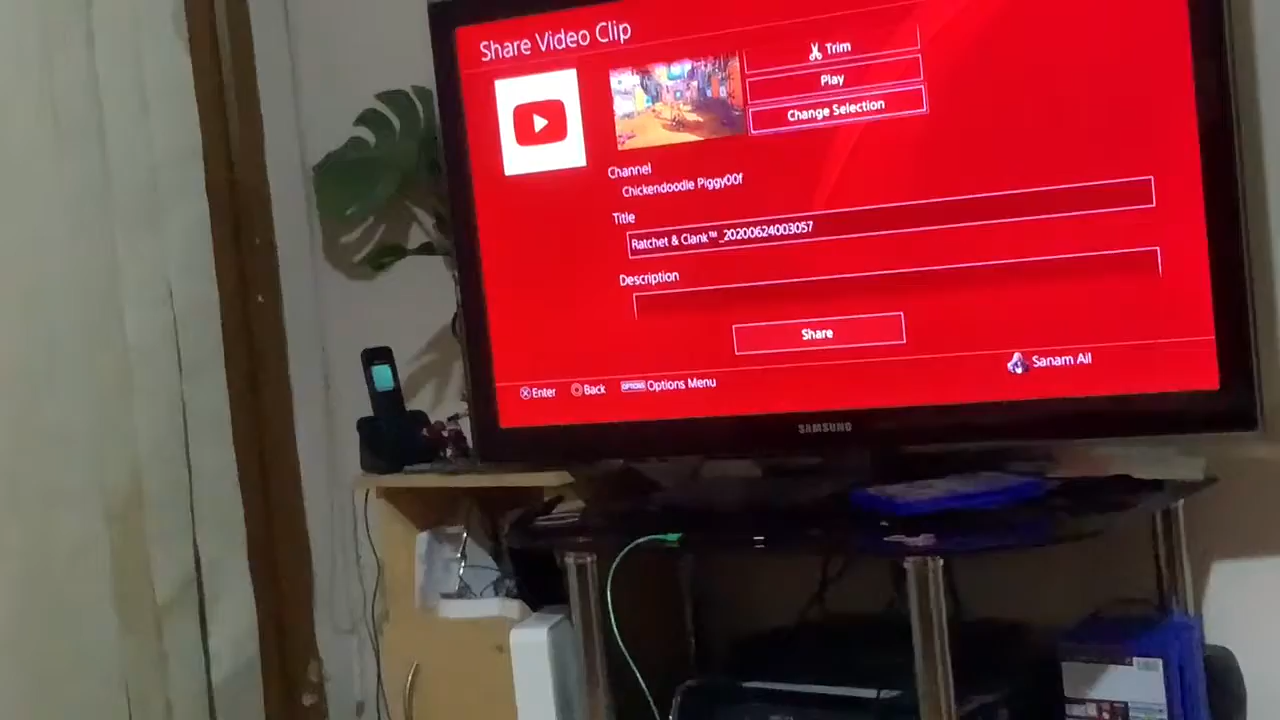 Share Video Clip
Trim
Play
Change Selection
Channel
Chickendoodle Piggy00f
Title
Ratchet & Clank™_20200624003057
Description
Share
Enter Back OPTIONS Options Menu
Sanam Ail
SAMSUNG